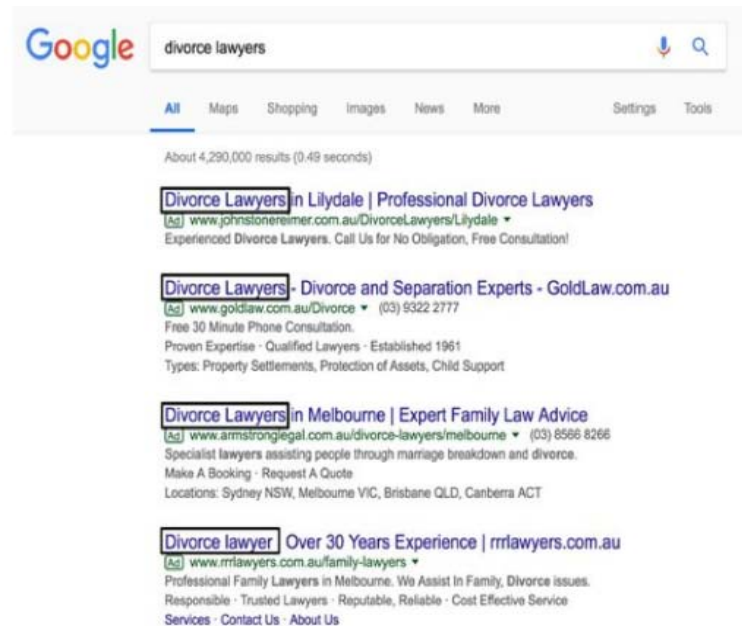 Google divorce lawyers
All Maps Shopping Images News More Settings Tools
About 4,290,000 results (0.49 seconds)
Divorce Lawyers in Lilydale | Professional Divorce Lawyers
Ad www.johnstonereimer.com.au/DivorceLawyers/Lilydale
Experienced Divorce Lawyers. Call Us for No Obligation, Free Consultation!
Divorce Lawyers - Divorce and Separation Experts - GoldLaw.com.au
Ad www.goldlaw.com.au/Divorce (03) 9322 2777
Free 30 Minute Phone Consultation.
Proven Expertise · Qualified Lawyers · Established 1961
Types: Property Settlements, Protection of Assets, Child Support
Divorce Lawyers in Melbourne | Expert Family Law Advice
Ad www.armstronglegal.com.au/divorce-lawyers/melbourne (03) 8566 8266
Specialist lawyers assisting people through marriage breakdown and divorce.
Make A Booking · Request A Quote
Locations: Sydney NSW, Melbourne VIC, Brisbane QLD, Canberra ACT
Divorce lawyer Over 30 Years Experience | rrrlawyers.com.au
Ad www.rrrlawyers.com.au/family-lawyers
Professional Family Lawyers in Melbourne. We Assist In Family, Divorce issues.
Responsible · Trusted Lawyers · Reputable, Reliable · Cost Effective Service
Services · Contact Us · About Us